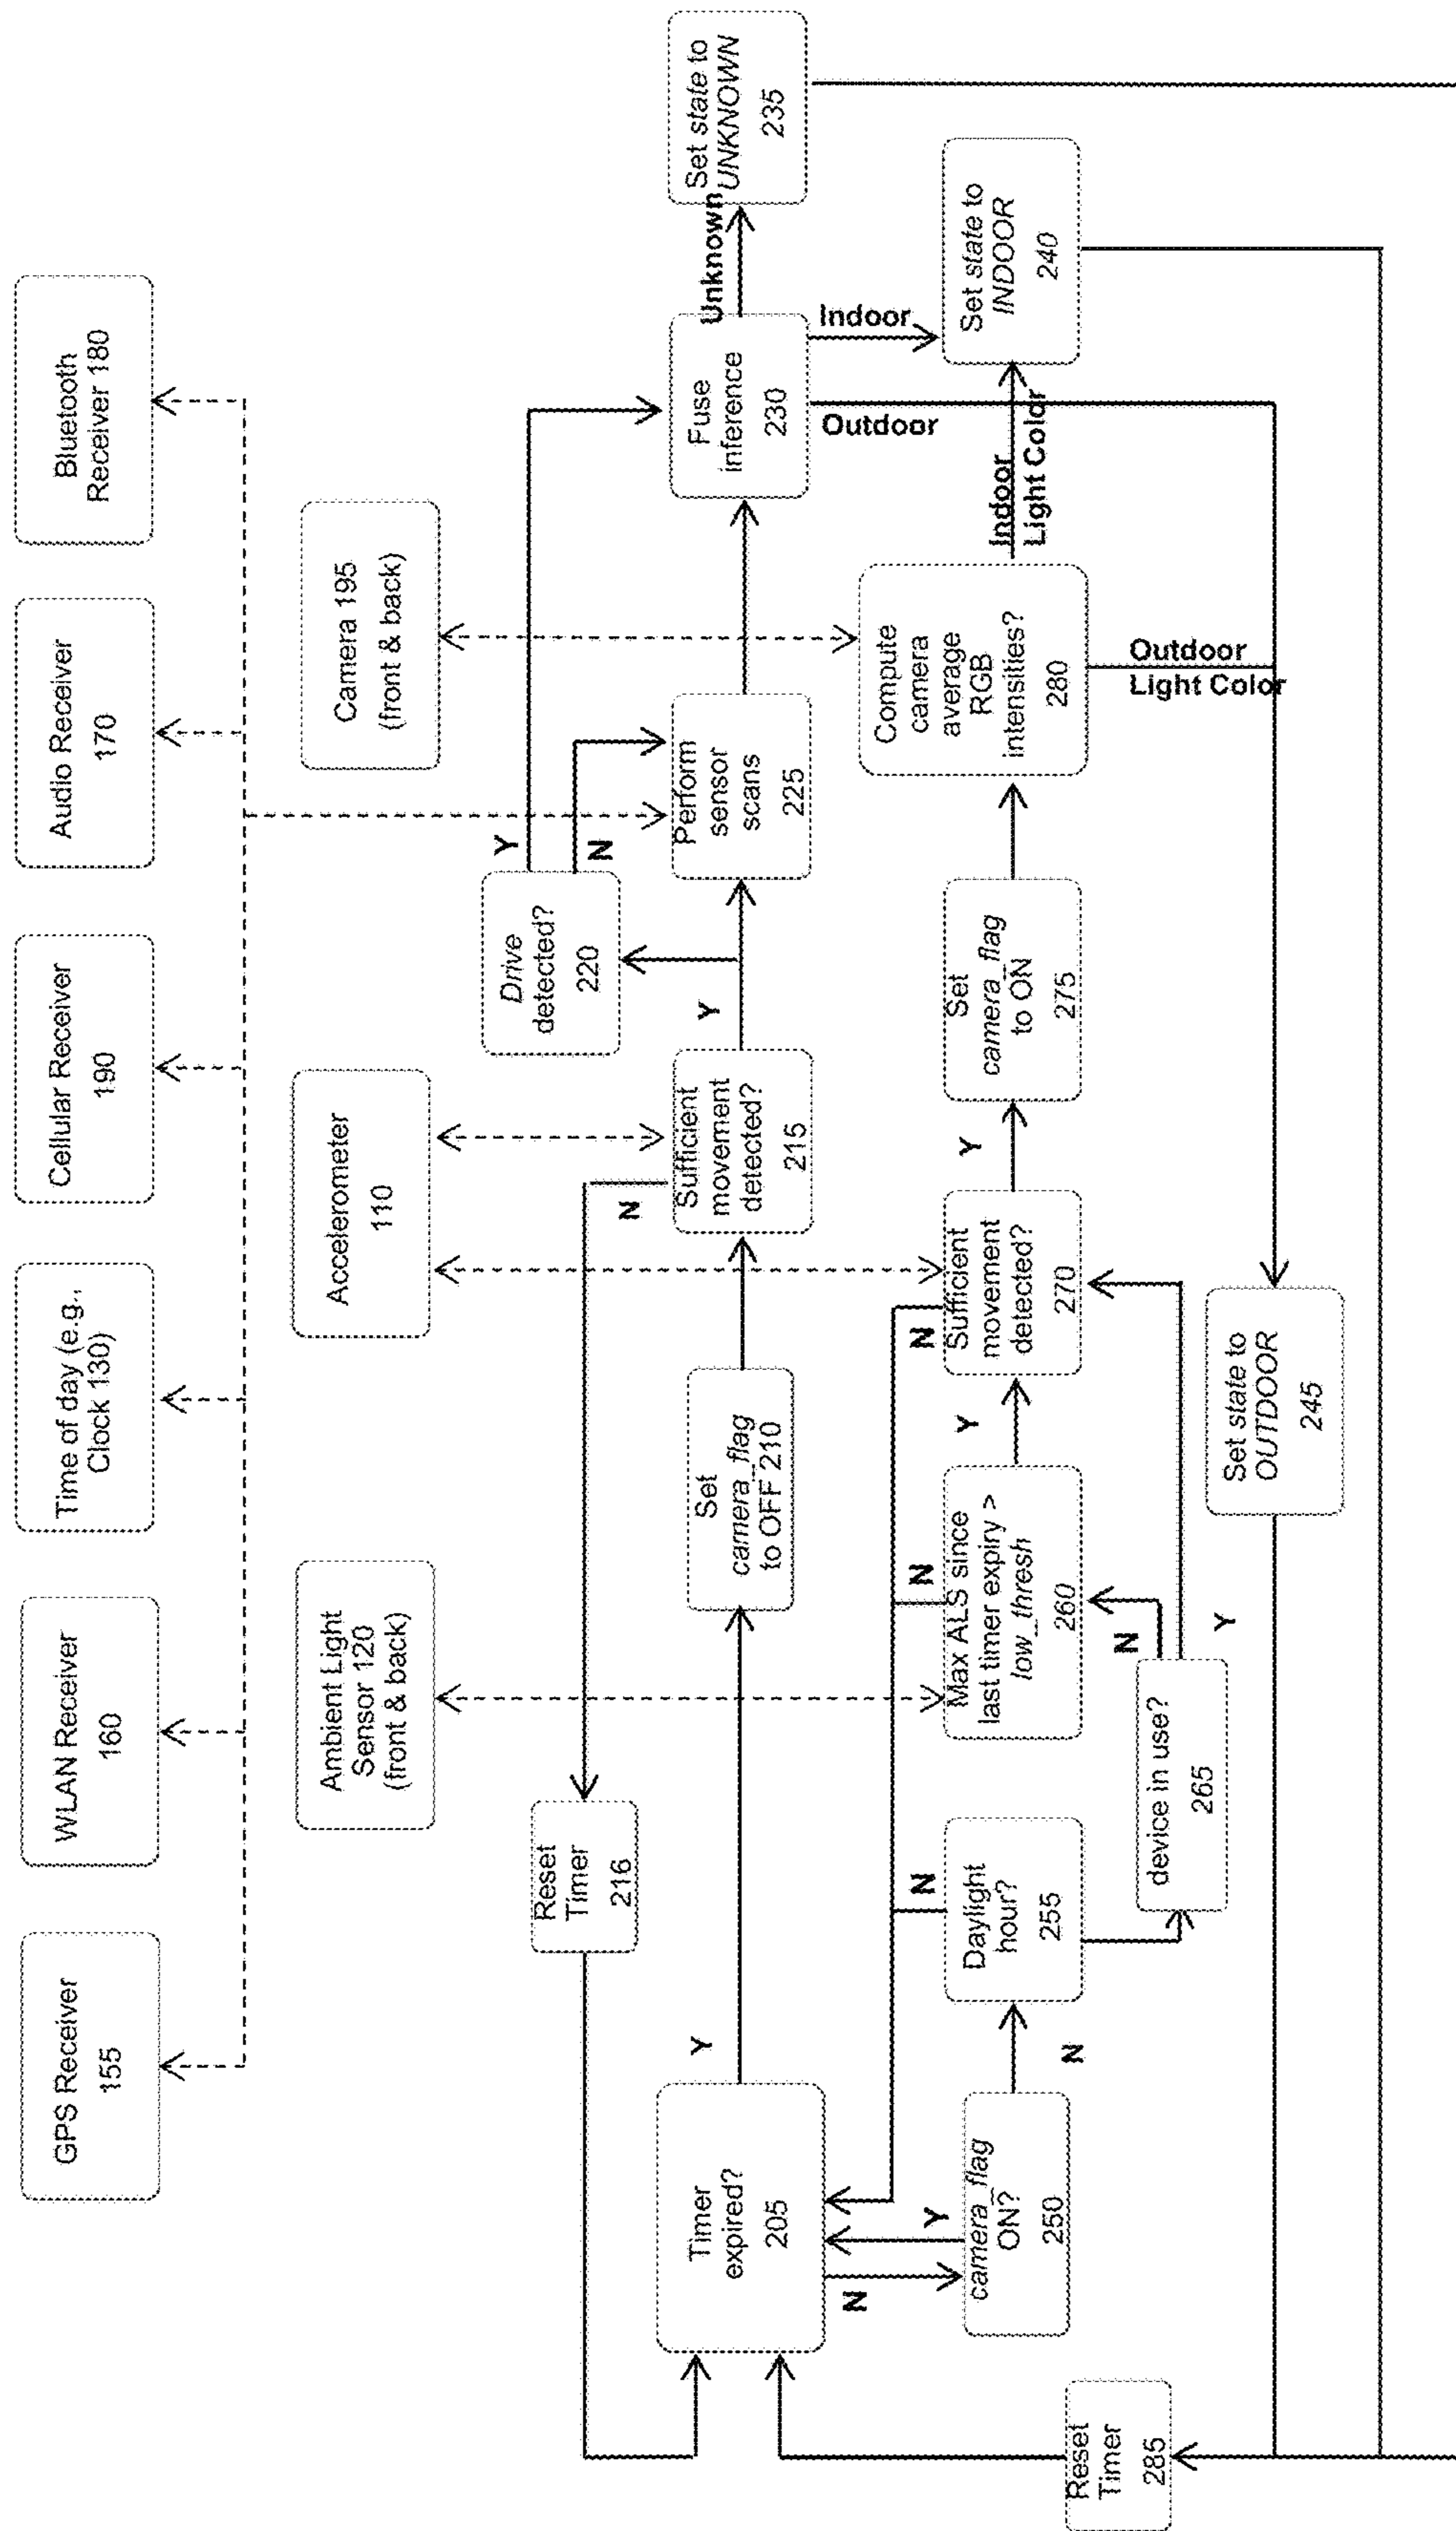 GPS Receiver
155
WLAN Receiver
160
Time of day (e.g.,
Clock 130)
Cellular Receiver
190
Audio Receiver
170
Bluetooth
Receiver 180
Ambient Light
Sensor 120
(front & back)
Accelerometer
110
Camera 195
(front & back)
Reset
Timer
216
N
Drive
detected?
220
Y
N
Timer
expired?
205
Y
Set
camera_flag
to OFF 210
Sufficient
movement
detected?
215
Y
Perform
sensor
scans
225
Fuse
inference
230
Unknown
Set state to
UNKNOWN
235
N
Y
Indoor
Outdoor
camera_flag
ON?
250
N
Daylight
hour?
255
N
Max ALS since
last timer expiry >
low_thresh
260
N
Y
Sufficient
movement
detected?
270
N
Y
Set
camera_flag
to ON
275
Compute
camera
average
RGB
intensities?
280
Indoor
Light Color
Set state to
INDOOR
240
Reset
Timer
285
device in use?
265
N
Y
Outdoor
Light Color
Set state to
OUTDOOR
245